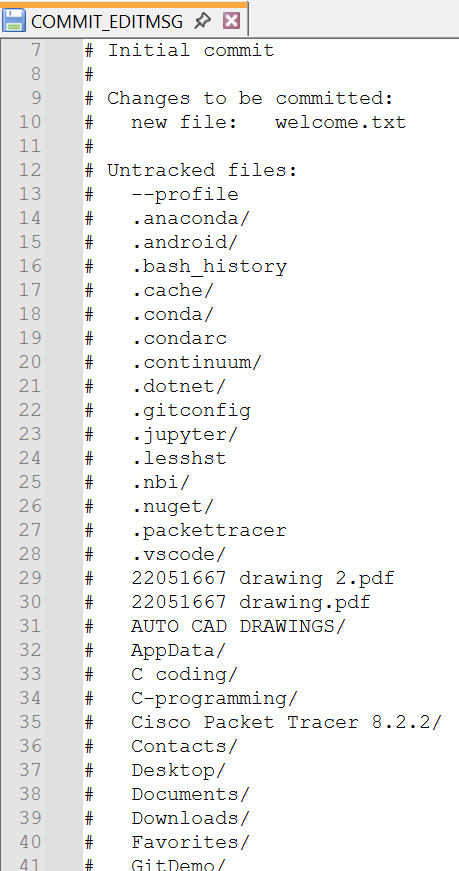 COMMIT_EDITMSG
7 # Initial commit
8 #
9 # Changes to be committed:
10 # new file: welcome.txt
11 #
12 # Untracked files:
13 # --profile
14 # .anaconda/
15 # .android/
16 # .bash_history
17 # .cache/
18 # .conda/
19 # .condarc
20 # .continuum/
21 # .dotnet/
22 # .gitconfig
23 # .jupyter/
24 # .lesshst
25 # .nbi/
26 # .nuget/
27 # .packettracer
28 # .vscode/
29 # 22051667 drawing 2.pdf
30 # 22051667 drawing.pdf
31 # AUTO CAD DRAWINGS/
32 # AppData/
33 # C coding/
34 # C-programming/
35 # Cisco Packet Tracer 8.2.2/
36 # Contacts/
37 # Desktop/
38 # Documents/
39 # Downloads/
40 # Favorites/
41 # GitDemo/